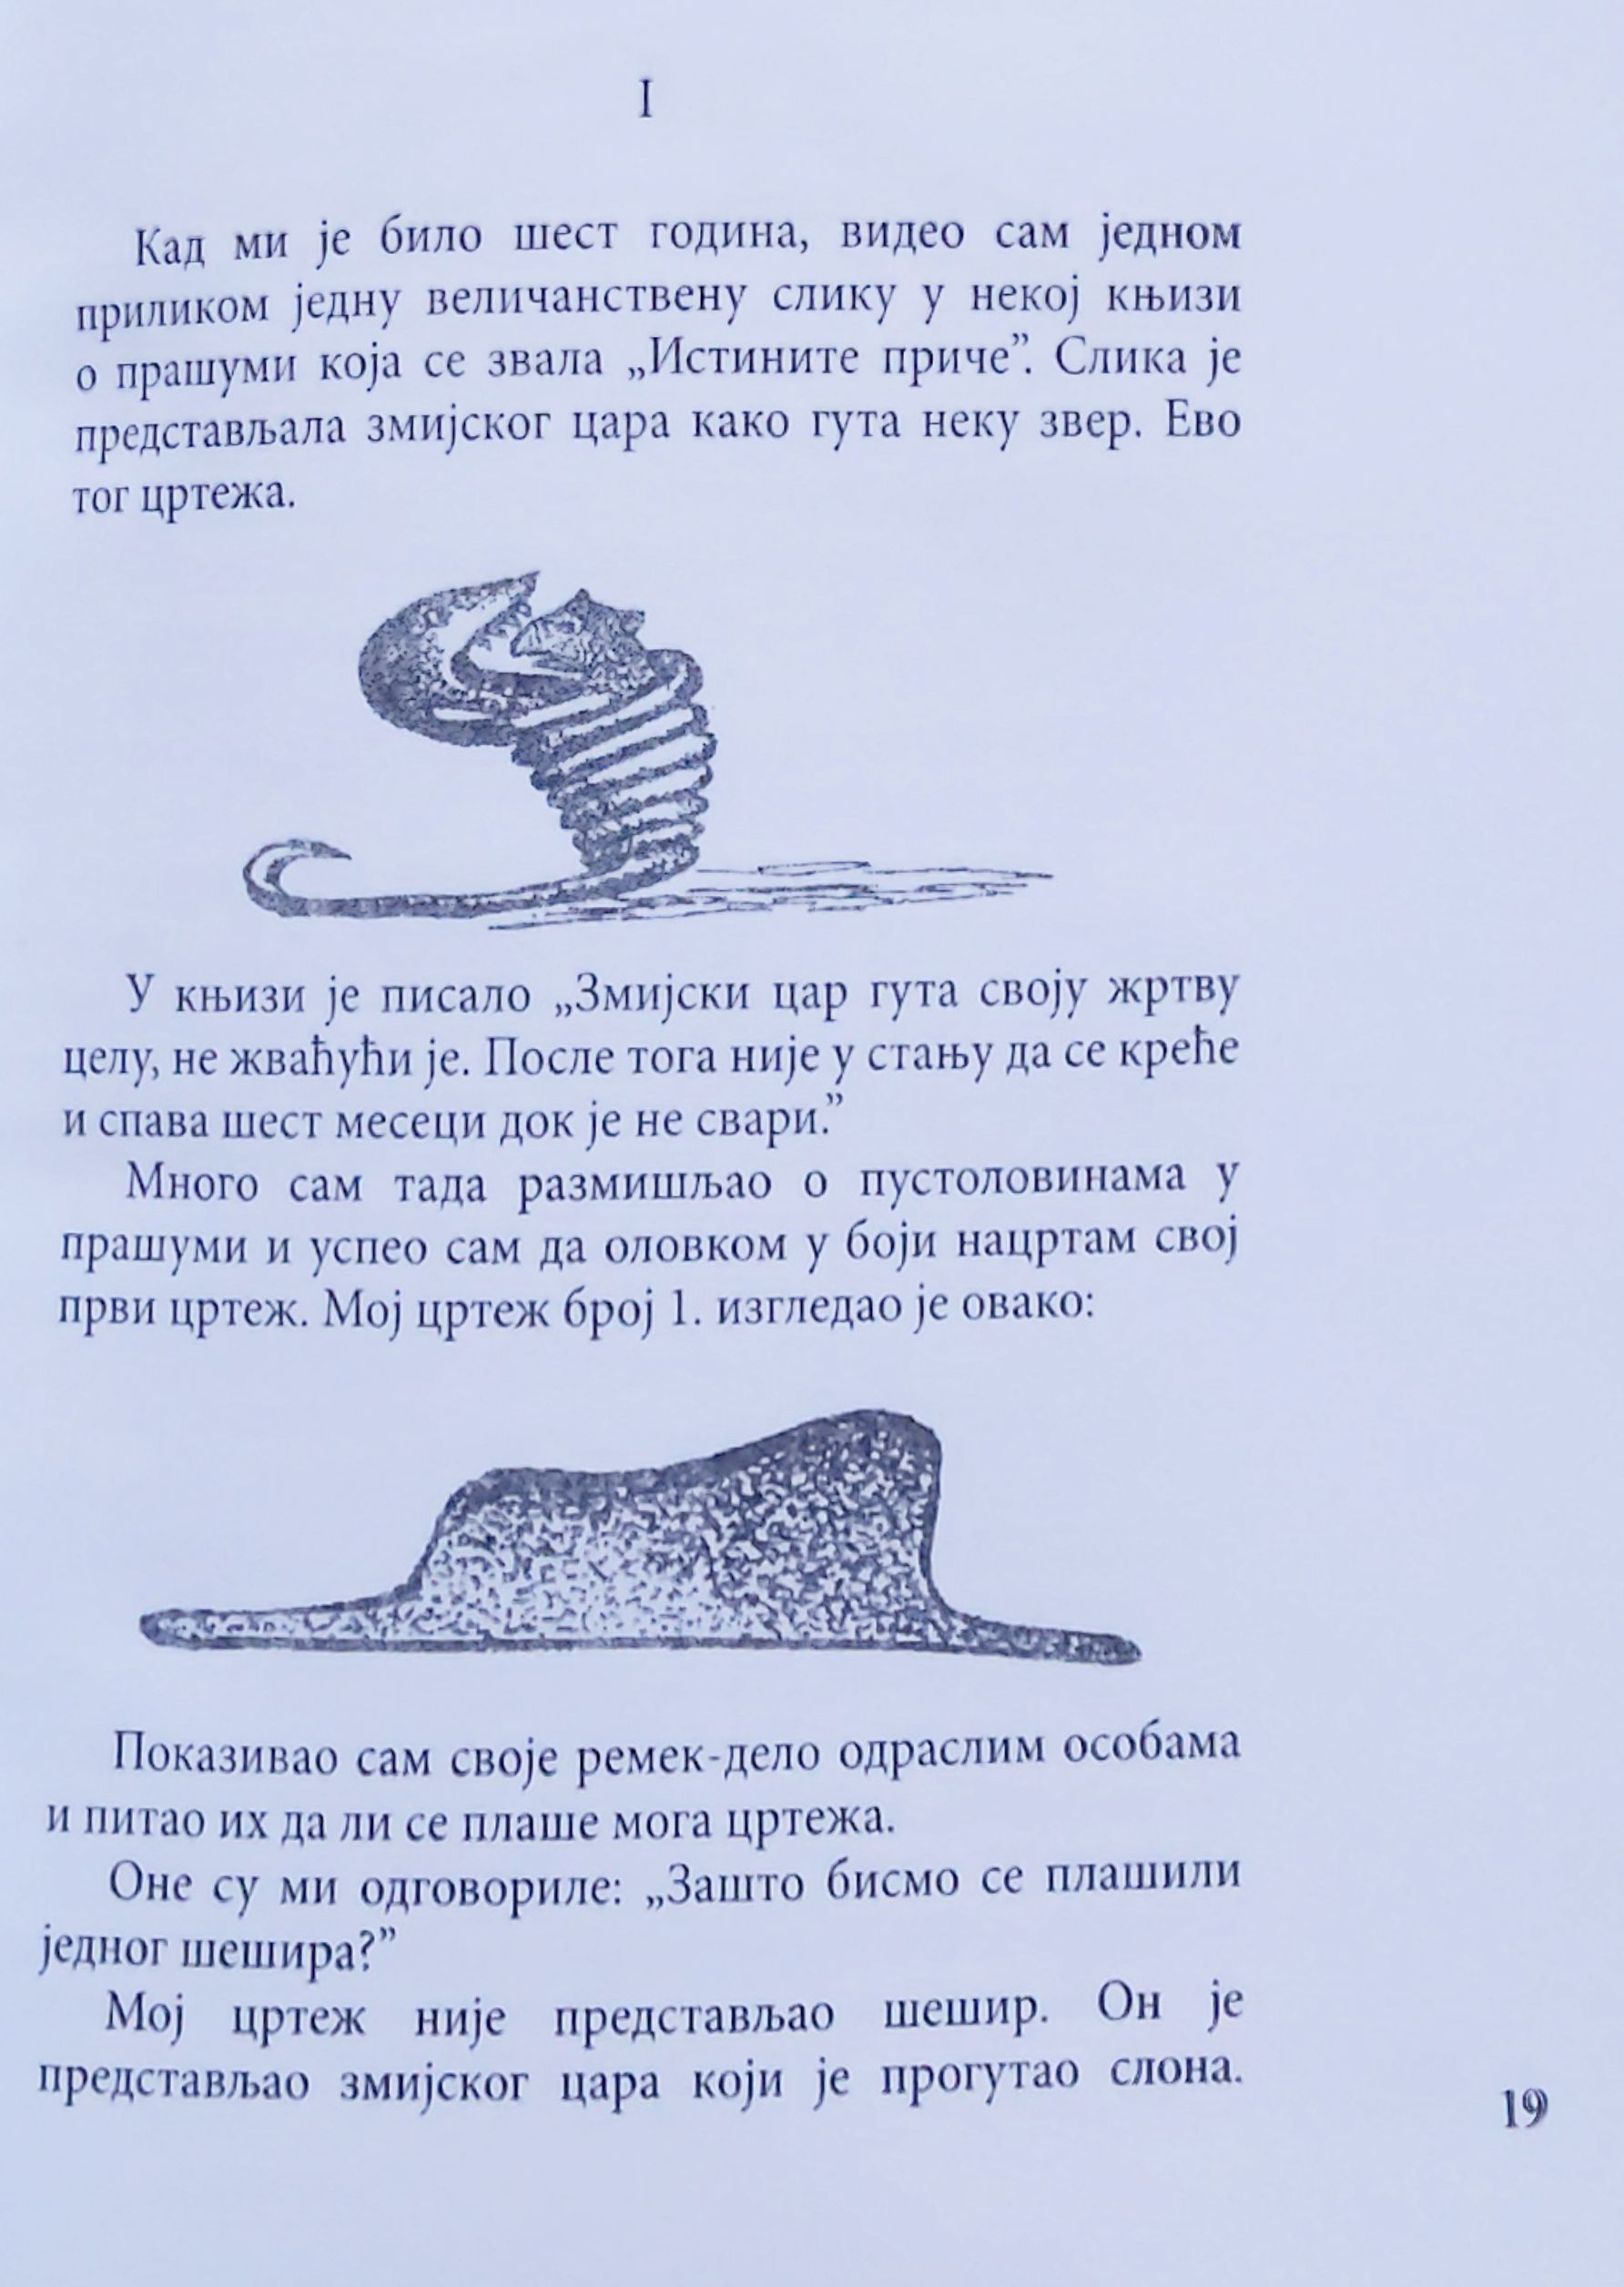 I
Кад ми је било шест година, видео сам једном
приликом једну величанствену слику у некој књизи
о прашуми која се звала „Истините приче”. Слика је
представљала змијског цара како гута неку звер. Ево
тог цртежа.
У књизи је писало „Змијски цар гута своју жртву
целу, не жваћући је. После тога није у стању да се креће
и спава шест месеци док је не свари.”
Много сам тада размишљао о пустоловинама у
прашуми и успео сам да оловком у боји нацртам свој
први цртеж. Мој цртеж број 1. изгледао је овако:
Показивао сам своје ремек-дело одраслим особама
и питао их да ли се плаше мога цртежа.
Оне су ми одговориле: „Зашто бисмо се плашили
једног шешира?”
Мој цртеж није представљао шешир. Он је
представљао змијског цара који је прогутао слона.
19